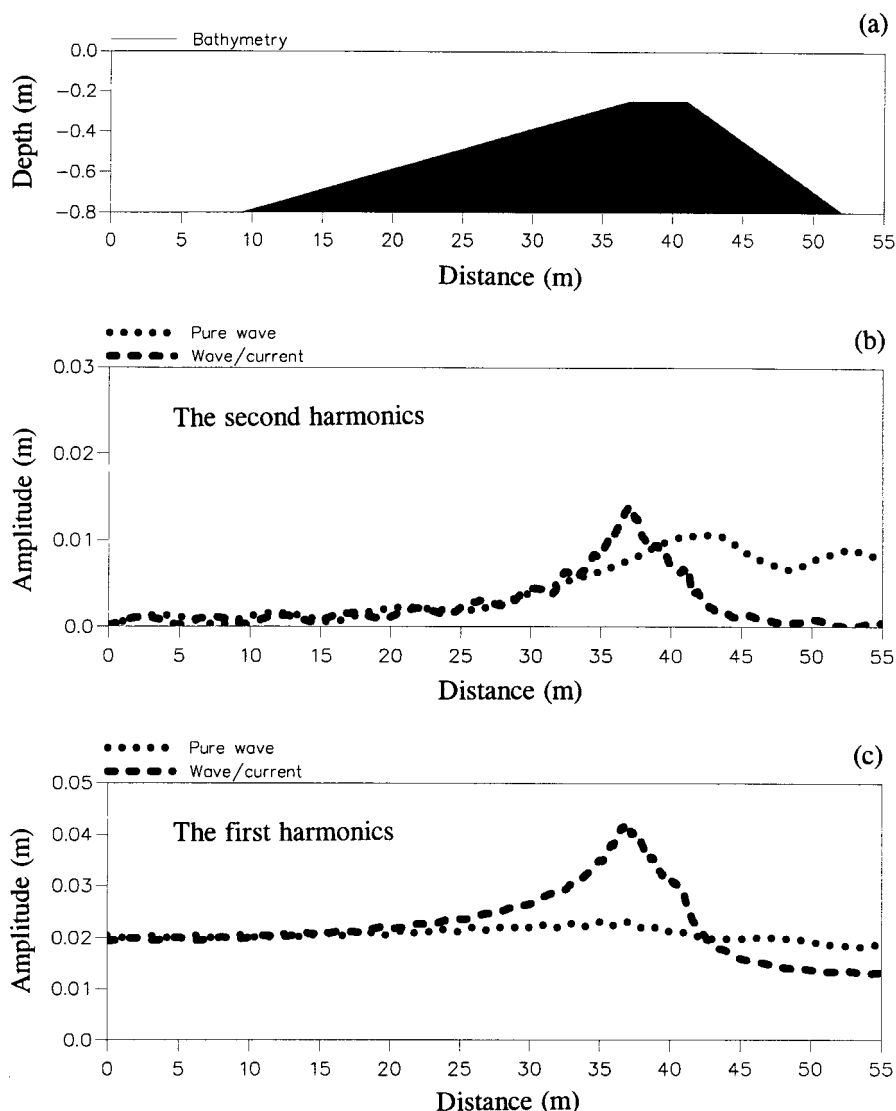 (a)
Bathymetry
0.0
-0.2
-0.4
-0.6
-0.8
Depth (m)
0 5 10 15 20 25 30 35 40 45 50 55
Distance (m)
Pure wave
Wave/current
(b)
0.03
0.02
0.01
0.0
Amplitude (m)
The second harmonics
0 5 10 15 20 25 30 35 40 45 50 55
Distance (m)
Pure wave
Wave/current
(c)
0.05
0.04
0.03
0.02
0.01
0.0
Amplitude (m)
The first harmonics
0 5 10 15 20 25 30 35 40 45 50 55
Distance (m)